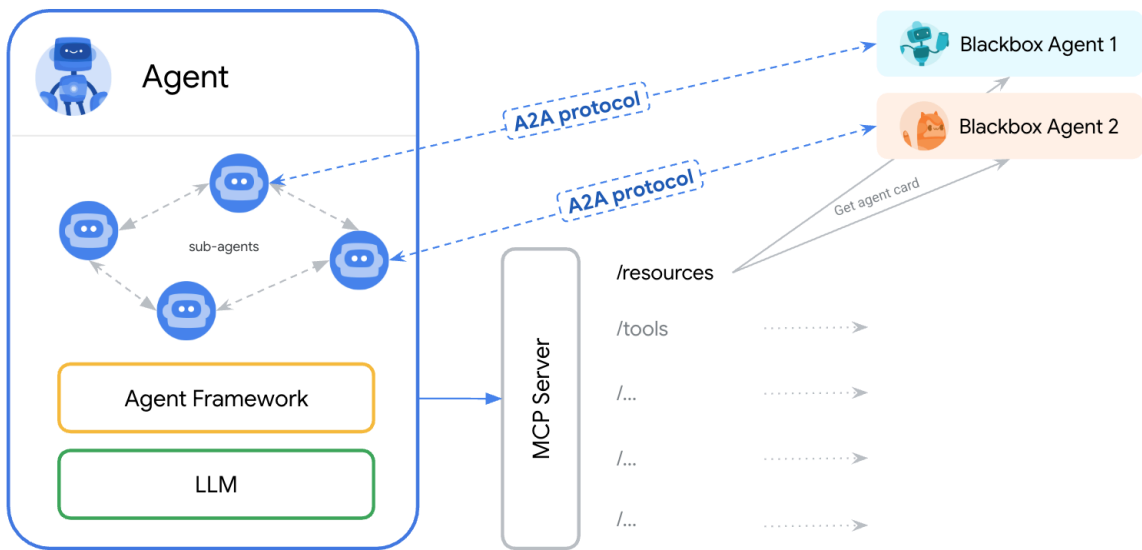 Agent
sub-agents
Agent Framework
LLM
A2A protocol
A2A protocol
MCP Server
Blackbox Agent 1
Blackbox Agent 2
Get agent card
/resources
/tools
/...
/...
/...